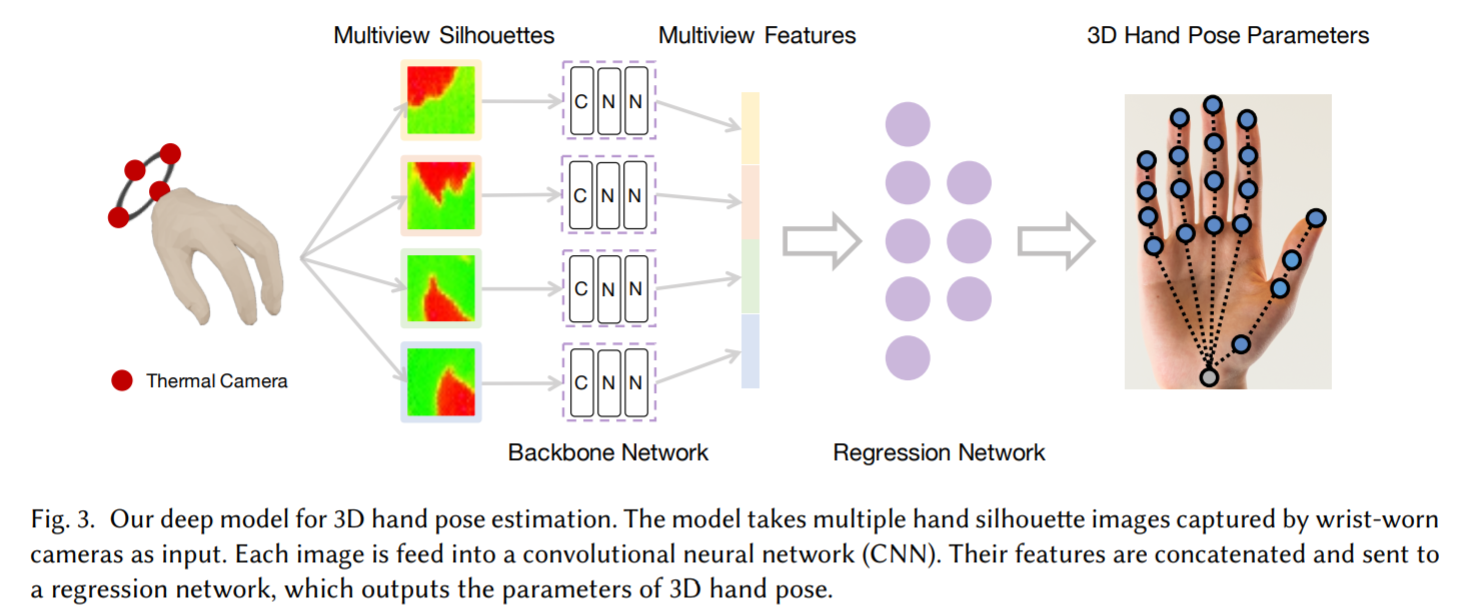 Multiview Silhouettes
Multiview Features
3D Hand Pose Parameters
C N N
C N N
C N N
C N N
Thermal Camera
Backbone Network
Regression Network
Fig. 3. Our deep model for 3D hand pose estimation. The model takes multiple hand silhouette images captured by wrist-worn
cameras as input. Each image is feed into a convolutional neural network (CNN). Their features are concatenated and sent to
a regression network, which outputs the parameters of 3D hand pose.